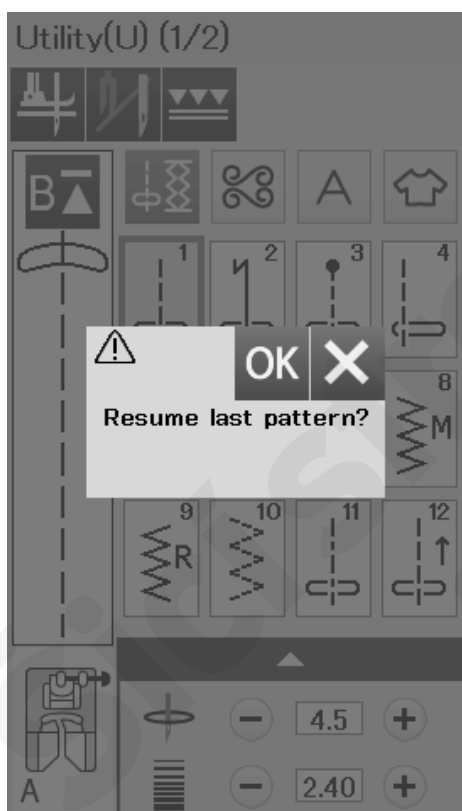 Utility(U) (1/2)
B
A
1 2 3 4
OK
Resume last pattern?
8
M
9 10 11 12
R
4.5
2.40
A